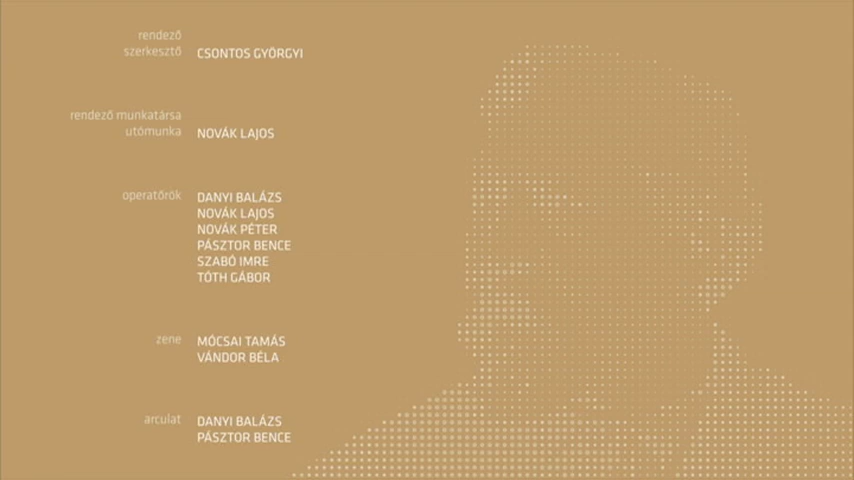 rendező
szerkesztő CSONTOS GYÖRGYI
rendező munkatársa
utómunka NOVÁK LAJOS
operatőrök DANYI BALÁZS
NOVÁK LAJOS
NOVÁK PÉTER
PÁSZTOR BENCE
SZABÓ IMRE
TÓTH GÁBOR
zene MÓCSAI TAMÁS
VÁNDOR BÉLA
arculat DANYI BALÁZS
PÁSZTOR BENCE